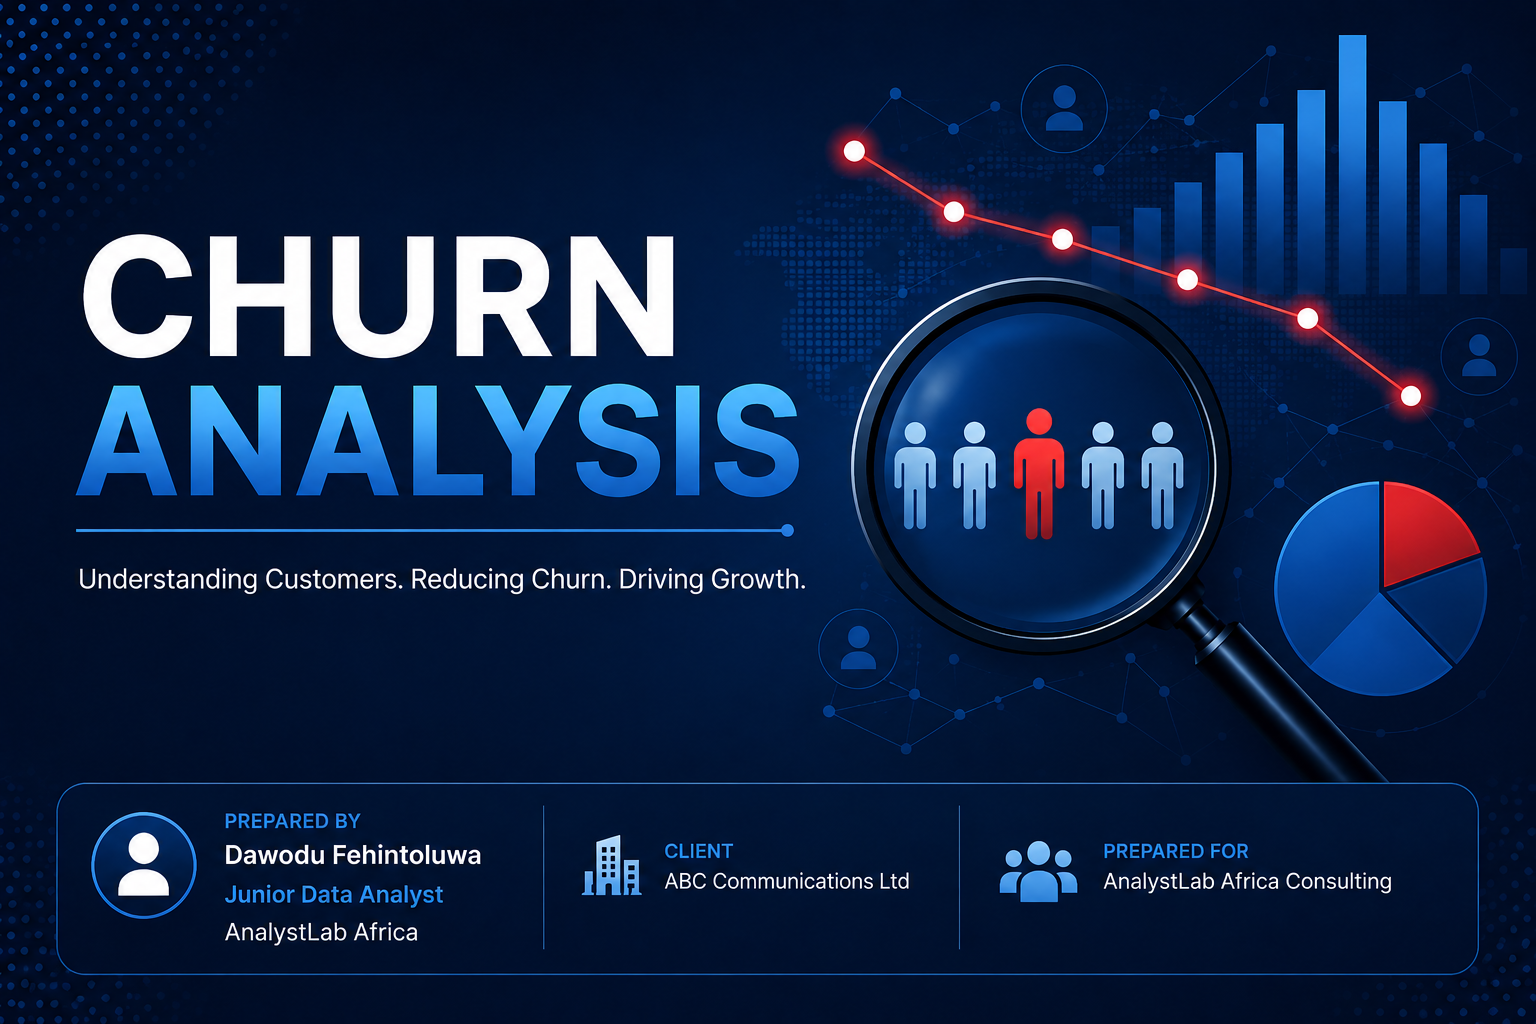 CHURN
ANALYSIS
Understanding Customers. Reducing Churn. Driving Growth.
PREPARED BY
Dawodu Fehintoluwa
Junior Data Analyst
AnalystLab Africa
CLIENT
ABC Communications Ltd
PREPARED FOR
AnalystLab Africa Consulting